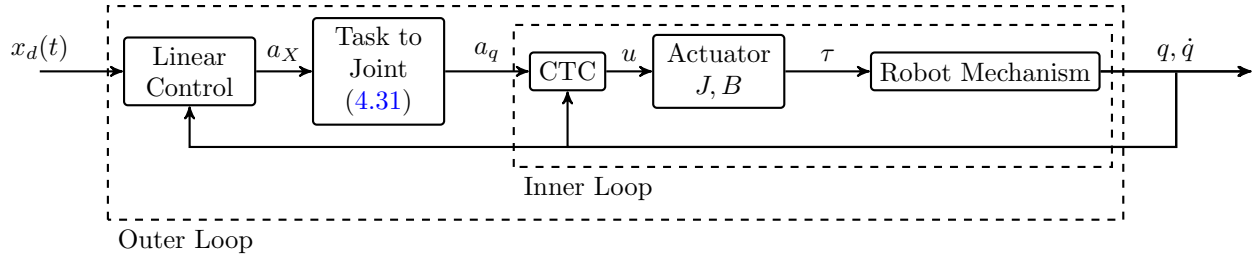 x_d(t)
Linear
Control
a_X
Task to
Joint
(4.31)
a_q
CTC
u
Actuator
J, B
τ
Robot Mechanism
q, q̇
Inner Loop
Outer Loop